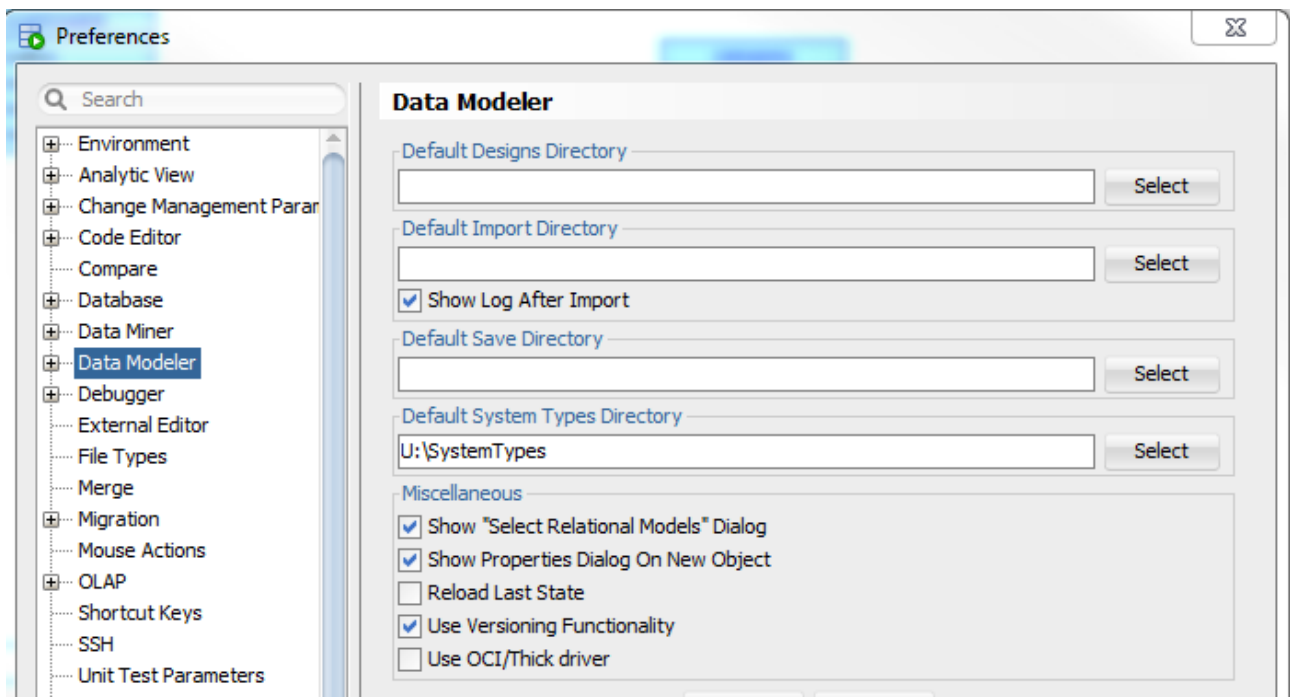 Preferences
Search
Environment
Analytic View
Change Management Param
Code Editor
Compare
Database
Data Miner
Data Modeler
Debugger
External Editor
File Types
Merge
Migration
Mouse Actions
OLAP
Shortcut Keys
SSH
Unit Test Parameters
Data Modeler
Default Designs Directory
Select
Default Import Directory
Select
Show Log After Import
Default Save Directory
Select
Default System Types Directory
U:\SystemTypes
Select
Miscellaneous
Show "Select Relational Models" Dialog
Show Properties Dialog On New Object
Reload Last State
Use Versioning Functionality
Use OCI/Thick driver